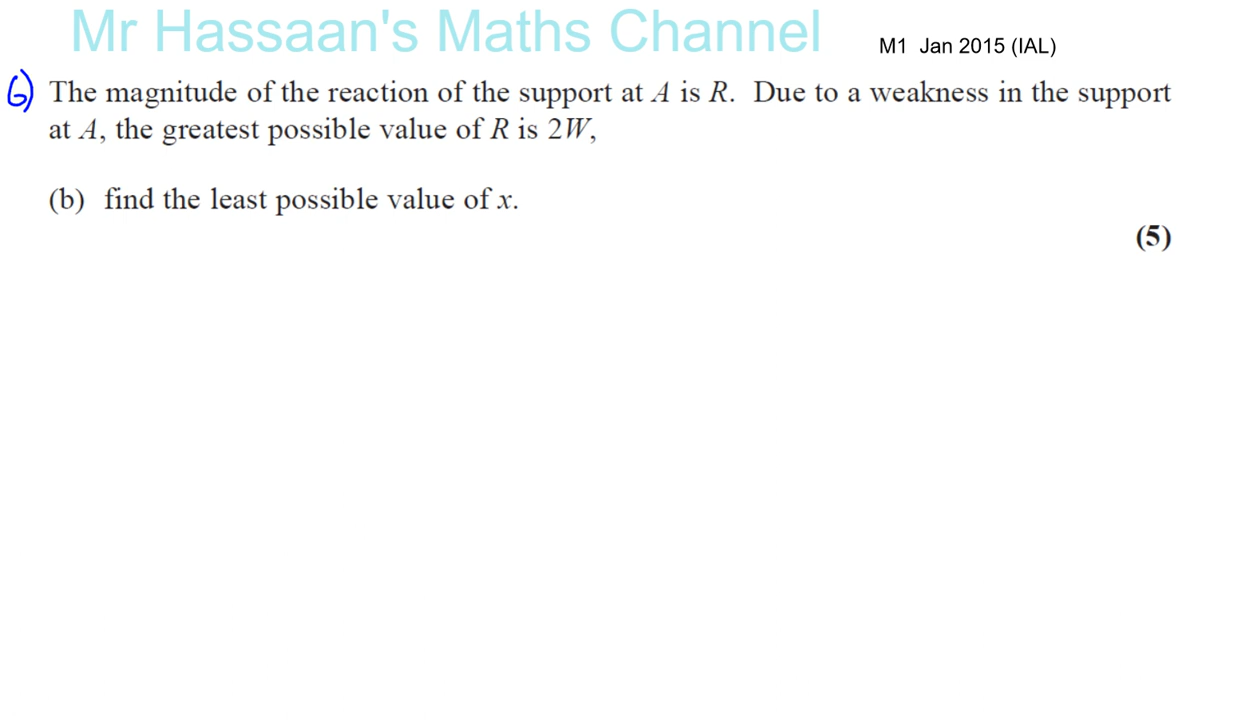 Mr Hassaan's Maths Channel
M1 Jan 2015 (IAL)
6) The magnitude of the reaction of the support at A is R. Due to a weakness in the support
at A, the greatest possible value of R is 2W,
(b) find the least possible value of x.
(5)